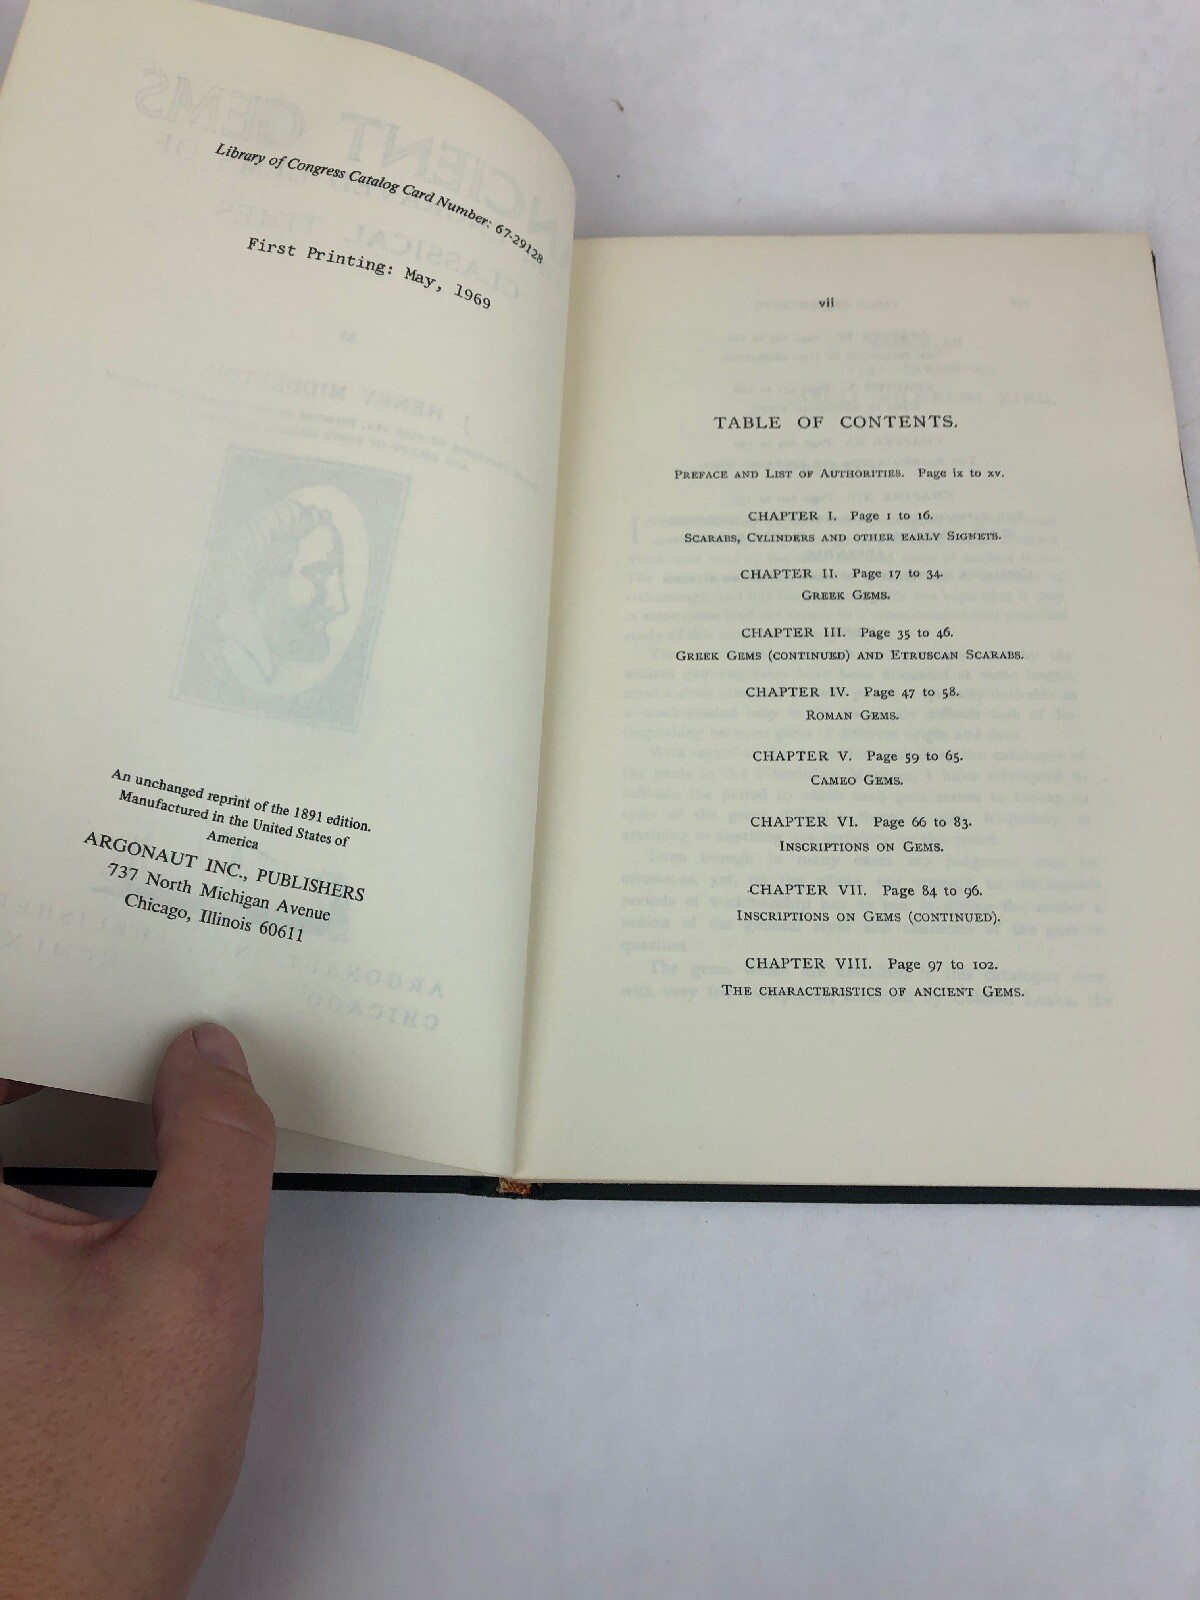 Library of Congress Catalog Card Number: 67-29128
First Printing: May, 1969
An unchanged reprint of the 1891 edition.
Manufactured in the United States of
America
ARGONAUT INC., PUBLISHERS
737 North Michigan Avenue
Chicago, Illinois 60611
vii
TABLE OF CONTENTS.
PREFACE AND LIST OF AUTHORITIES. Page ix to xv.
CHAPTER I. Page 1 to 16.
SCARABS, CYLINDERS AND OTHER EARLY SIGNETS.
CHAPTER II. Page 17 to 34.
GREEK GEMS.
CHAPTER III. Page 35 to 46.
GREEK GEMS (CONTINUED) AND ETRUSCAN SCARABS.
CHAPTER IV. Page 47 to 58.
ROMAN GEMS.
CHAPTER V. Page 59 to 65.
CAMEO GEMS.
CHAPTER VI. Page 66 to 83.
INSCRIPTIONS ON GEMS.
CHAPTER VII. Page 84 to 96.
INSCRIPTIONS ON GEMS (CONTINUED).
CHAPTER VIII. Page 97 to 102.
THE CHARACTERISTICS OF ANCIENT GEMS.